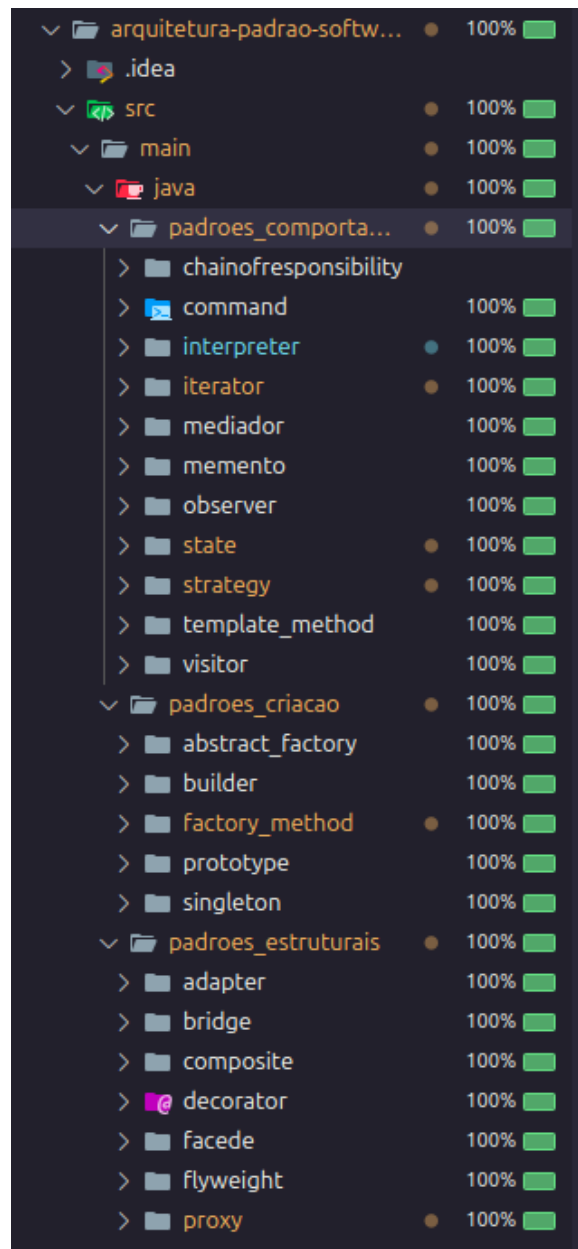 arquitetura-padrao-softw... 100%
.idea
src 100%
main 100%
java 100%
padroes_comporta... 100%
chainofresponsibility
command 100%
interpreter 100%
iterator 100%
mediador 100%
memento 100%
observer 100%
state 100%
strategy 100%
template_method 100%
visitor 100%
padroes_criacao 100%
abstract_factory 100%
builder 100%
factory_method 100%
prototype 100%
singleton 100%
padroes_estruturais 100%
adapter 100%
bridge 100%
composite 100%
decorator 100%
facede 100%
flyweight 100%
proxy 100%